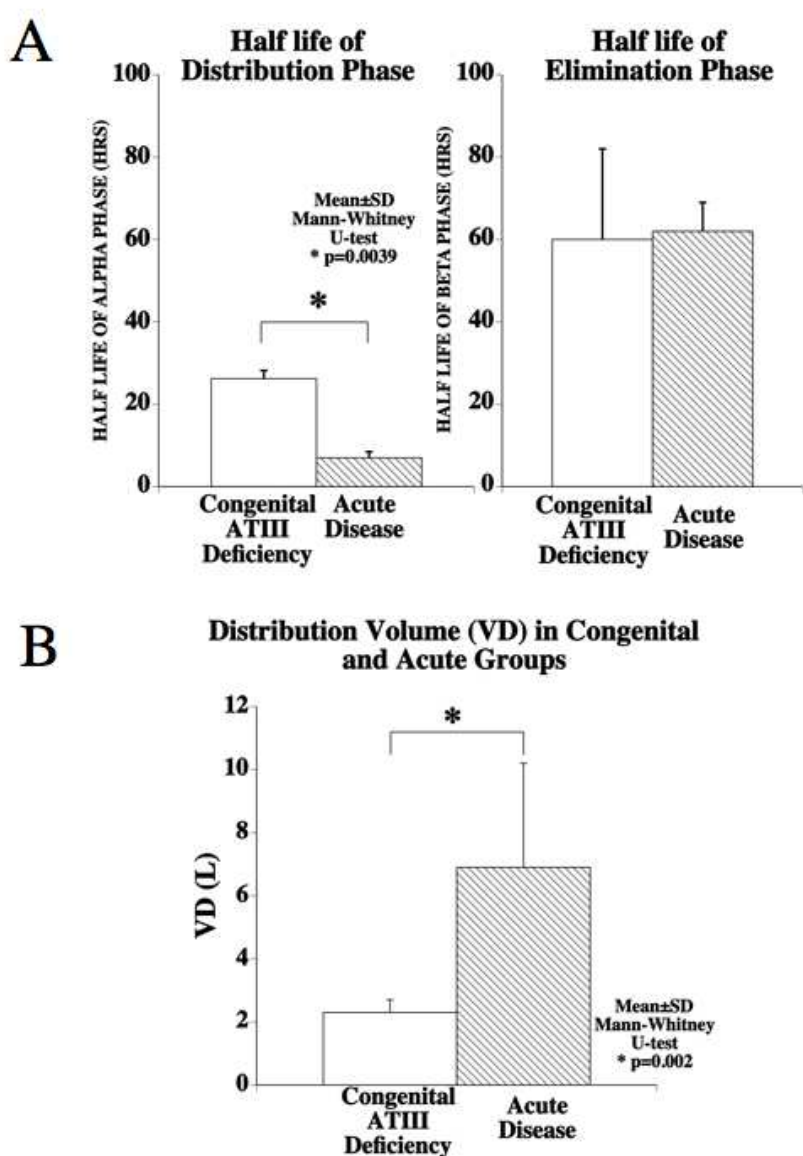 A
Half life of
Distribution Phase
100
80
60
40
20
0
HALF LIFE OF ALPHA PHASE (HRS)
Mean±SD
Mann-Whitney
U-test
* p=0.0039
*
Congenital
ATIII
Deficiency
Acute
Disease
Half life of
Elimination Phase
100
80
60
40
20
0
HALF LIFE OF BETA PHASE (HRS)
Congenital
ATIII
Deficiency
Acute
Disease
B
Distribution Volume (VD) in Congenital
and Acute Groups
12
10
8
6
4
2
0
VD (L)
*
Mean±SD
Mann-Whitney
U-test
* p=0.002
Congenital
ATIII
Deficiency
Acute
Disease